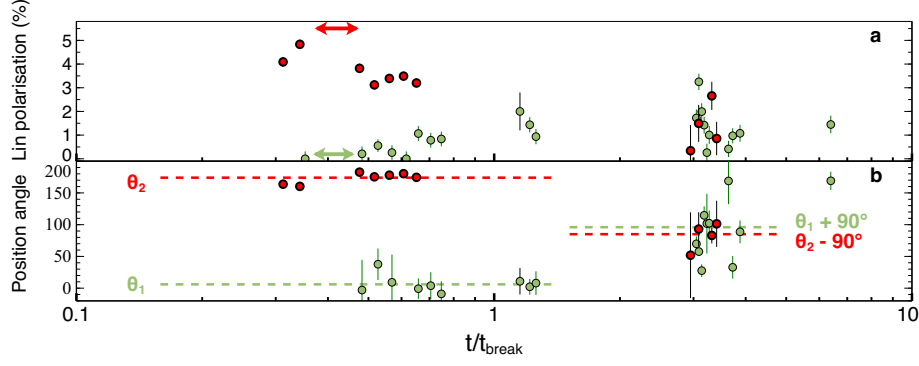 Lin polarisation (%)
5
4
3
2
1
0
a
Position angle
200
150
100
50
0
b
θ2
θ1
θ1 + 90°
θ2 - 90°
0.1
1
10
t/tbreak